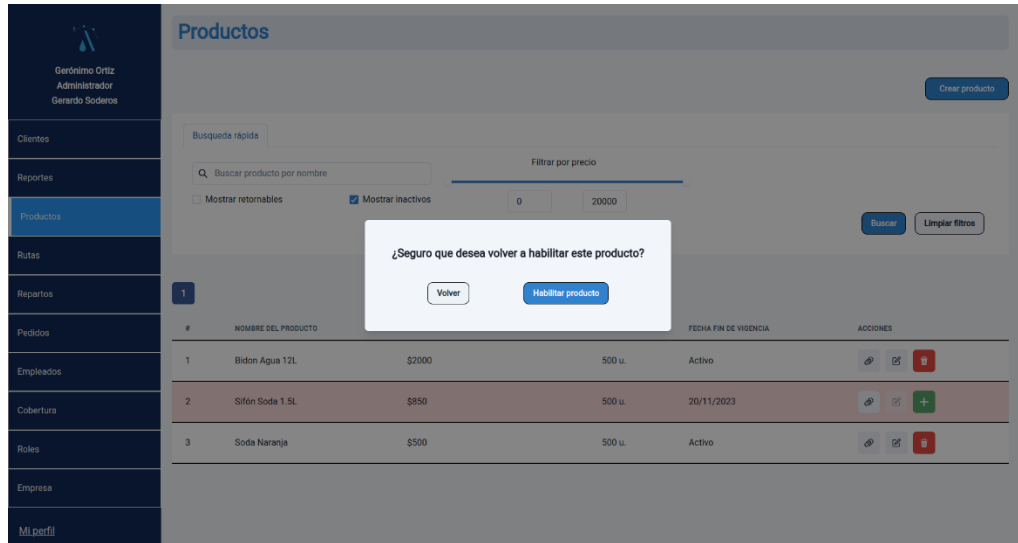 Productos
Gerónimo Ortiz
Administrador
Gerardo Soderos
Crear producto
Clientes
Reportes
Productos
Rutas
Repartos
Pedidos
Empleados
Cobertura
Roles
Empresa
Mi perfil
Busqueda rápida
Buscar producto por nombre
Filtrar por precio
Mostrar retornables
Mostrar inactivos
0
20000
Buscar
Limpiar filtros
¿Seguro que desea volver a habilitar este producto?
Volver
Habilitar producto
1
# NOMBRE DEL PRODUCTO FECHA FIN DE VIGENCIA ACCIONES
1 Bidon Agua 12L $2000 500 u. Activo
2 Sifón Soda 1.5L $850 500 u. 20/11/2023
3 Soda Naranja $500 500 u. Activo